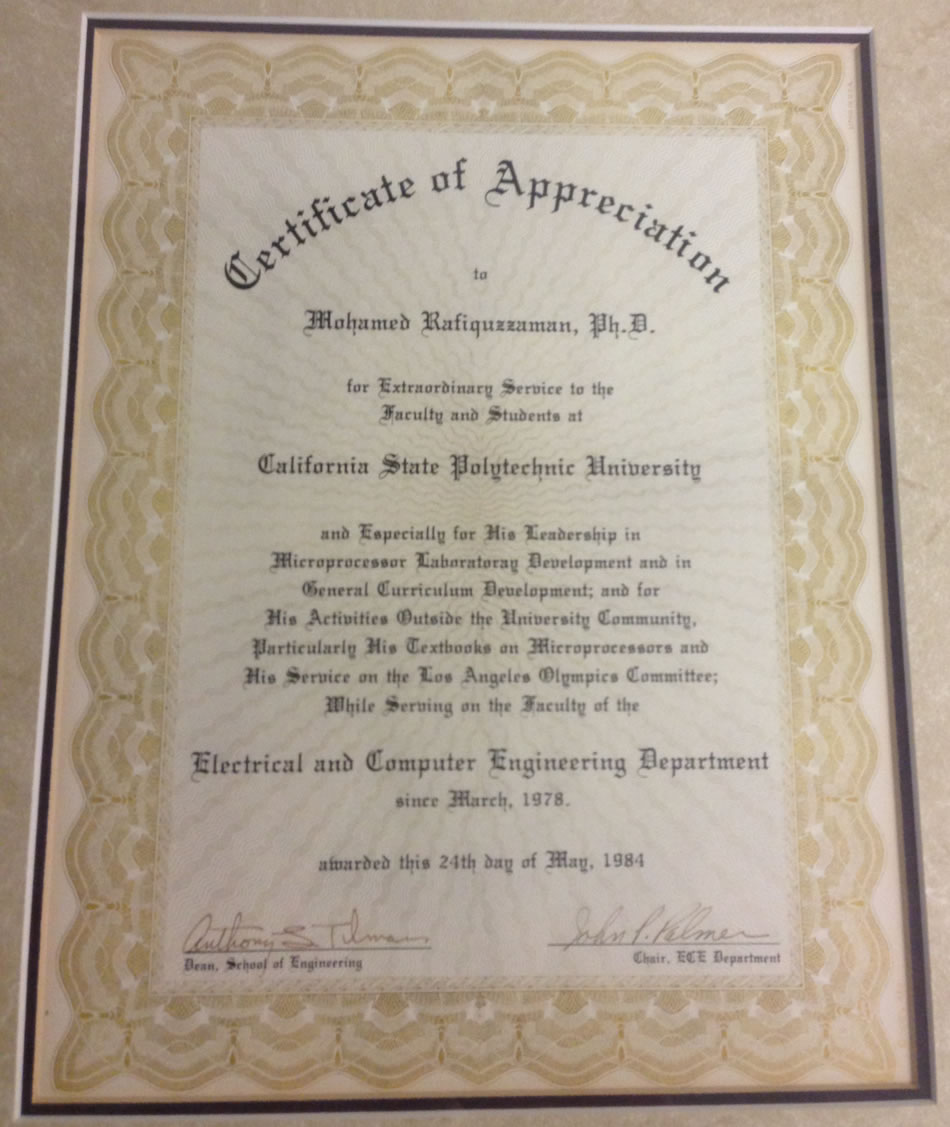 Certificate of Appreciation
to
Mohamed Rafiquzzaman, Ph.D.
for Extraordinary Service to the
Faculty and Students at
California State Polytechnic University
and Especially for His Leadership in
Microprocessor Laboratoray Development and in
General Curriculum Development; and for
His Activities Outside the University Community,
Particularly His Textbooks on Microprocessors and
His Service on the Los Angeles Olympics Committee;
While Serving on the Faculty of the
Electrical and Computer Engineering Department
since March, 1978.
awarded this 24th day of May, 1984
Anthony S. Tilmans
John P. Palmer
Dean, School of Engineering
Chair, ECE Department